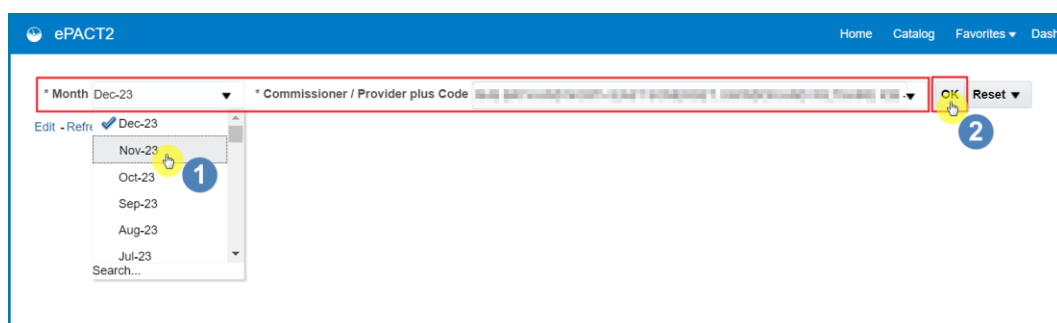 ePACT2 Home Catalog Favorites Dash
* Month Dec-23 * Commissioner / Provider plus Code OK Reset
Edit - Refre Dec-23
Nov-23
1
2
Oct-23
Sep-23
Aug-23
Jul-23
Search...